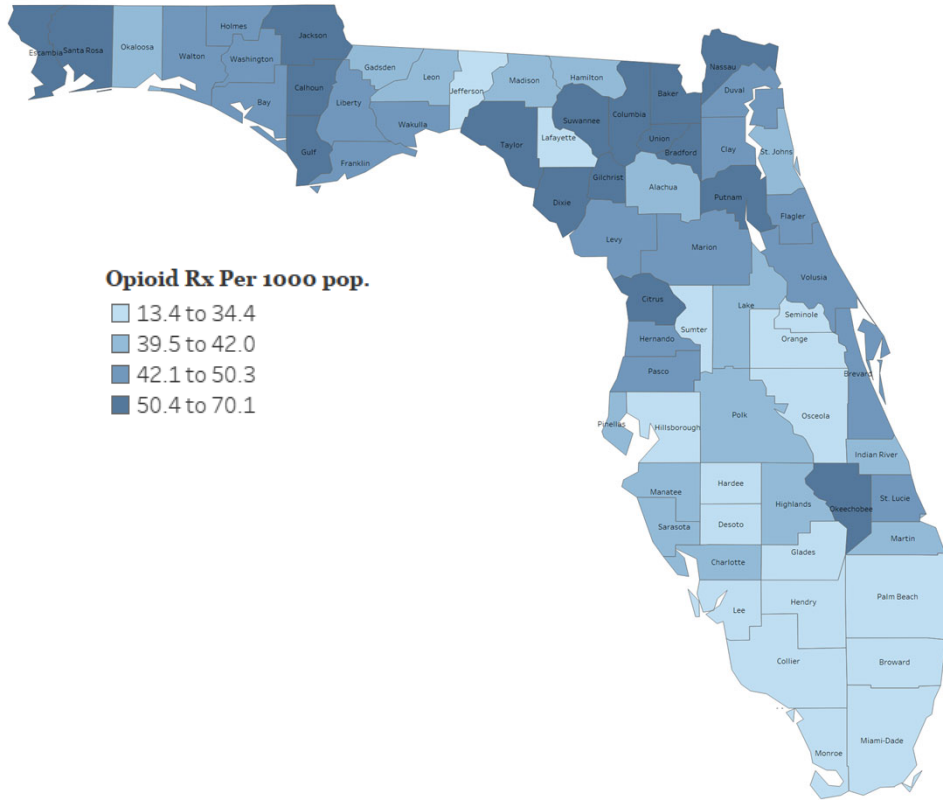 Holmes
Jackson
Estambia
Santa Rosa
Okaloosa
Walton
Washington
Gadsden
Leon
Jefferson
Madison
Hamilton
Nassau
Calhoun
Bay
Liberty
Wakulla
Columbia
Baker
Duval
Suwannee
Lafayette
Taylor
Union
Bradford
Clay
St. Johns
Gulf
Franklin
Gilchrist
Alachua
Dixie
Putnam
Flagler
Levy
Marion
Volusia
Opioid Rx Per 1000 pop.
13.4 to 34.4
39.5 to 42.0
42.1 to 50.3
50.4 to 70.1
Citrus
Lake
Seminole
Sumter
Orange
Hernando
Pasco
Brevard
Pinellas
Hillsborough
Polk
Osceola
Indian River
Manatee
Hardee
Highlands
Okeechobee
St. Lucie
Sarasota
Desoto
Martin
Charlotte
Glades
Lee
Hendry
Palm Beach
Collier
Broward
Monroe
Miami-Dade